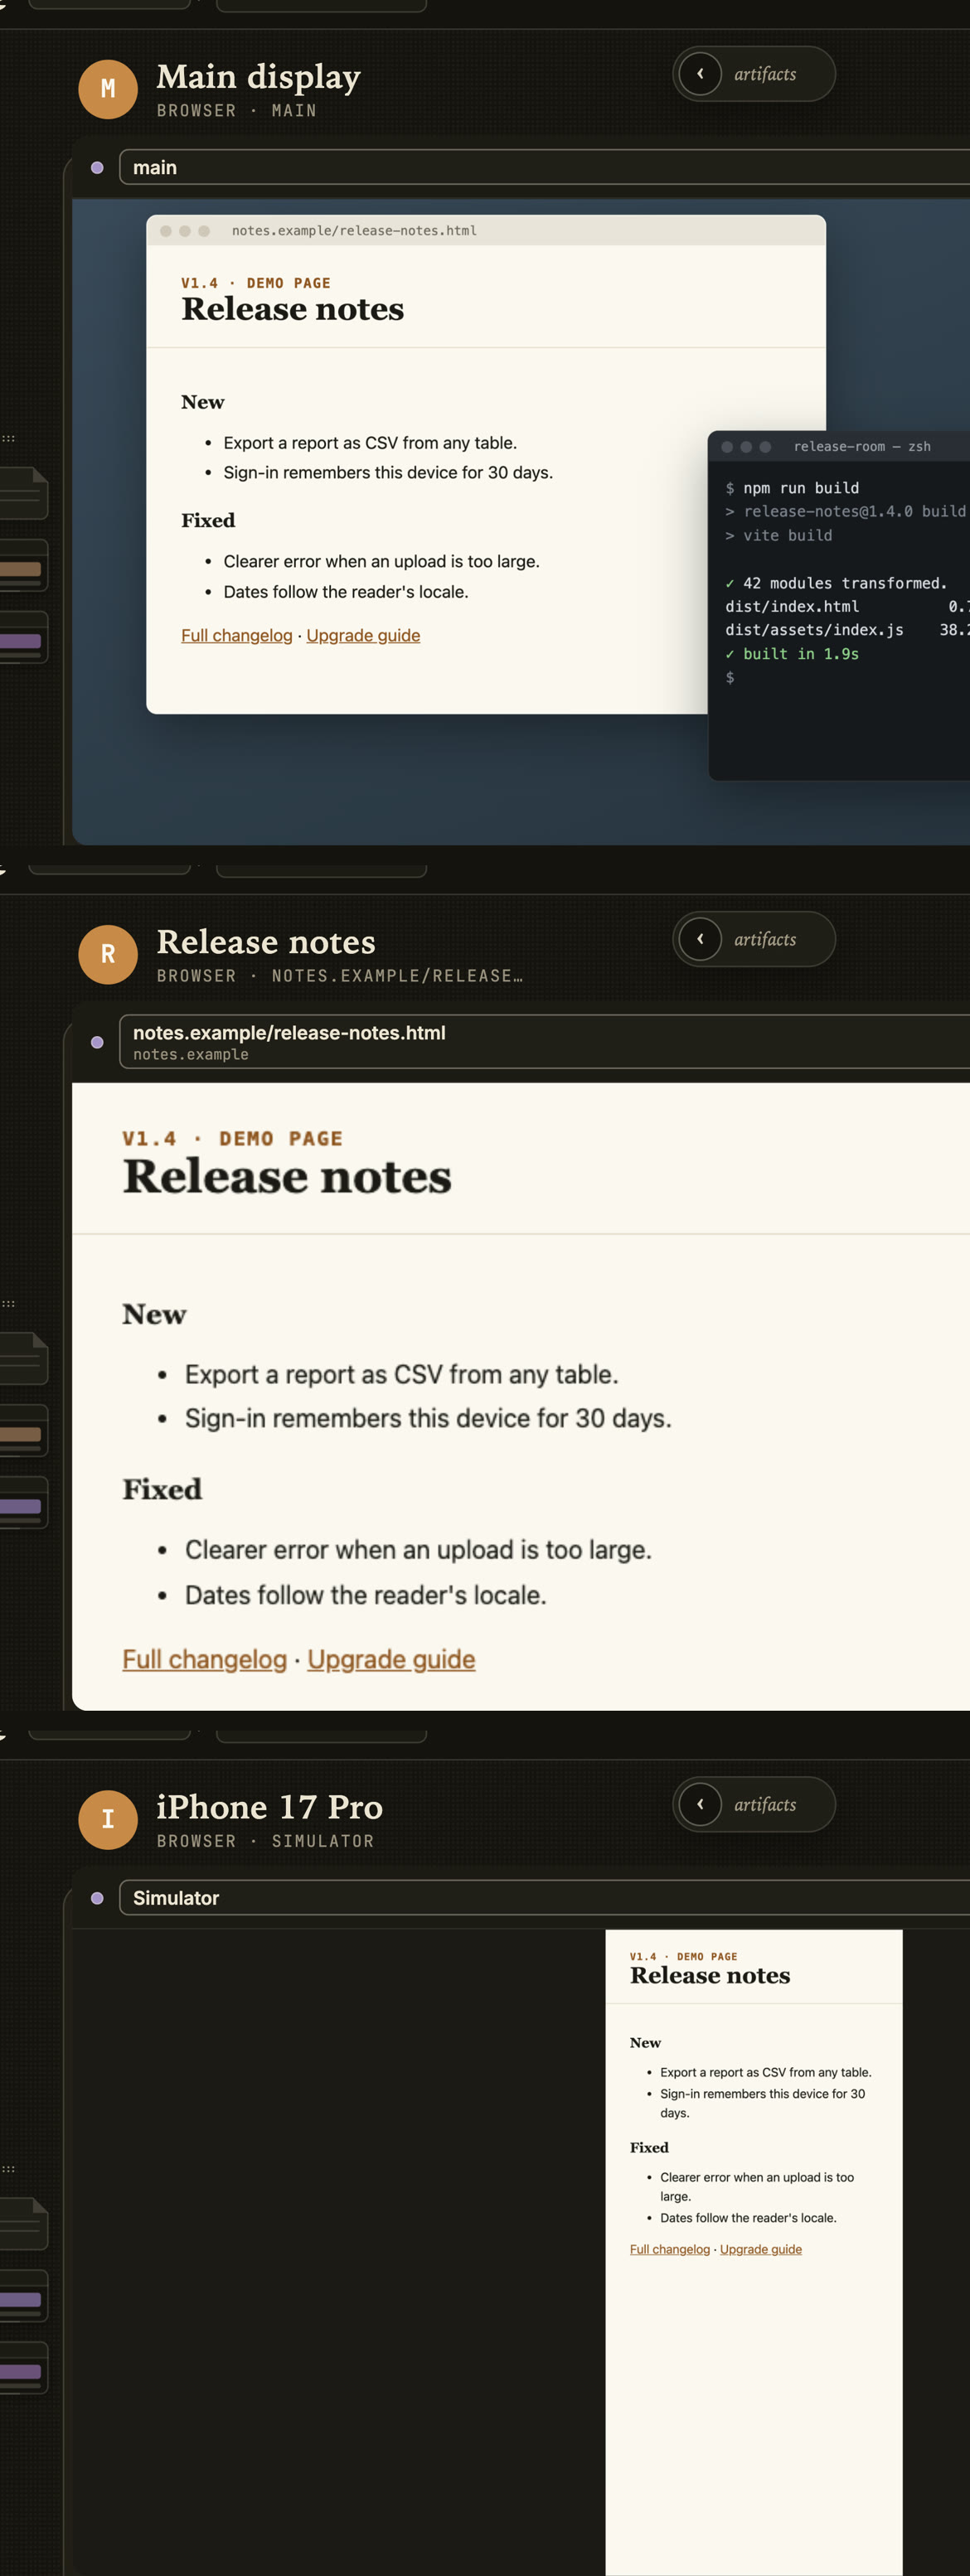 M
Main display
BROWSER · MAIN
‹ artifacts
main
notes.example/release-notes.html
V1.4 · DEMO PAGE
Release notes
New
• Export a report as CSV from any table.
• Sign-in remembers this device for 30 days.
Fixed
• Clearer error when an upload is too large.
• Dates follow the reader's locale.
Full changelog · Upgrade guide
release-room — zsh
$ npm run build
> release-notes@1.4.0 build
> vite build
✓ 42 modules transformed.
dist/index.html 0.7
dist/assets/index.js 38.2
✓ built in 1.9s
$
R
Release notes
BROWSER · NOTES.EXAMPLE/RELEASE…
‹ artifacts
notes.example/release-notes.html
notes.example
V1.4 · DEMO PAGE
Release notes
New
• Export a report as CSV from any table.
• Sign-in remembers this device for 30 days.
Fixed
• Clearer error when an upload is too large.
• Dates follow the reader's locale.
Full changelog · Upgrade guide
I
iPhone 17 Pro
BROWSER · SIMULATOR
‹ artifacts
Simulator
V1.4 · DEMO PAGE
Release notes
New
• Export a report as CSV from any table.
• Sign-in remembers this device for 30
days.
Fixed
• Clearer error when an upload is too
large.
• Dates follow the reader's locale.
Full changelog · Upgrade guide